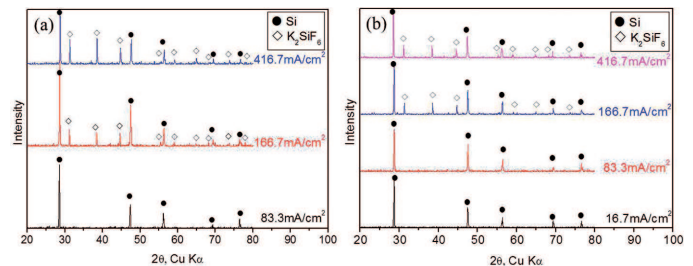 (a)
● Si
◇ K₂SiF₆
416.7mA/cm²
166.7mA/cm²
83.3mA/cm²
Intensity
20 30 40 50 60 70 80 90 100
2θ, Cu Kα
(b)
● Si
◇ K₂SiF₆
416.7mA/cm²
166.7mA/cm²
83.3mA/cm²
16.7mA/cm²
Intensity
20 30 40 50 60 70 80 90 100
2θ, Cu Kα